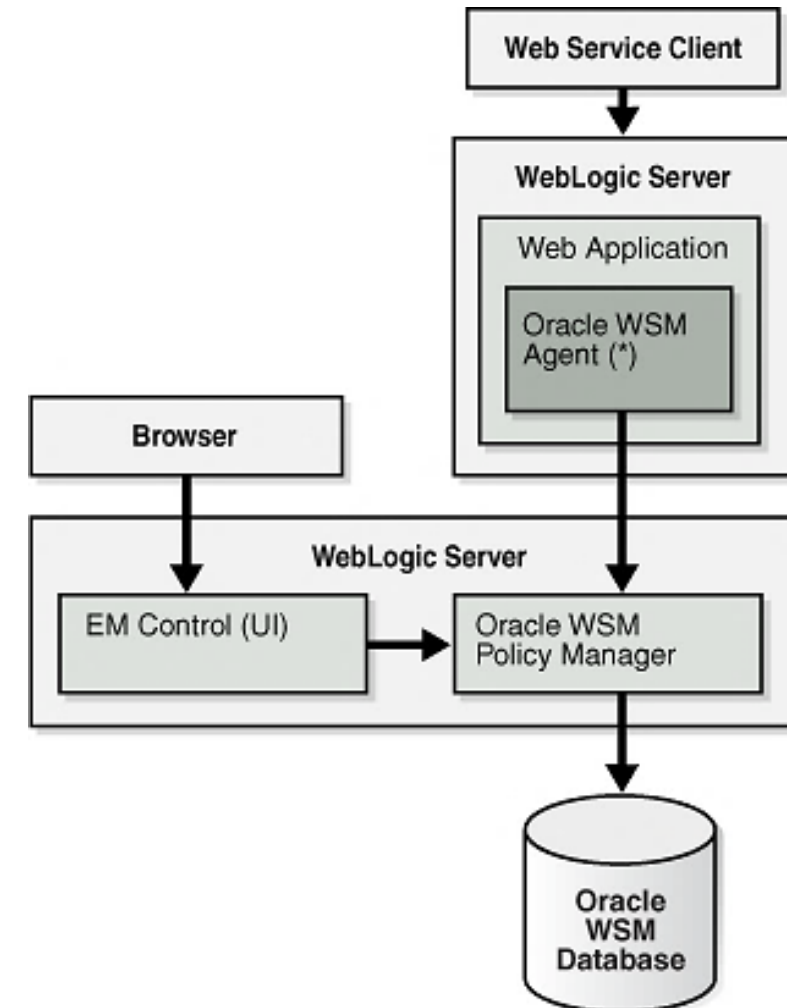 Web Service Client
WebLogic Server
Web Application
Oracle WSM
Agent (*)
Browser
WebLogic Server
EM Control (UI)
Oracle WSM
Policy Manager
Oracle
WSM
Database